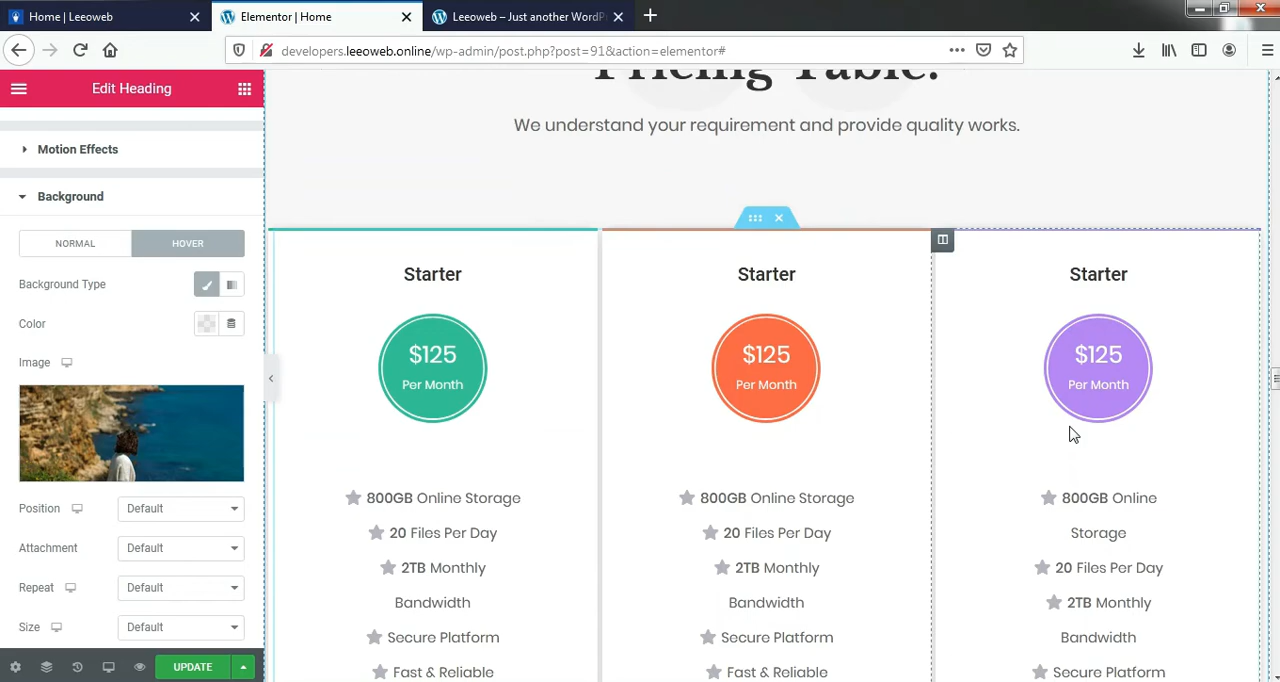 Home | Leeoweb
Elementor | Home
Leeoweb – Just another WordP
developers.leeoweb.online/wp-admin/post.php?post=91&action=elementor#
Edit Heading
Motion Effects
Background
NORMAL
HOVER
Background Type
Color
Image
Position
Default
Attachment
Default
Repeat
Default
Size
Default
UPDATE
Pricing Table.
We understand your requirement and provide quality works.
Starter
$125
Per Month
800GB Online Storage
20 Files Per Day
2TB Monthly
Bandwidth
Secure Platform
Fast & Reliable
Starter
$125
Per Month
800GB Online Storage
20 Files Per Day
2TB Monthly
Bandwidth
Secure Platform
Fast & Reliable
Starter
$125
Per Month
800GB Online
Storage
20 Files Per Day
2TB Monthly
Bandwidth
Secure Platform